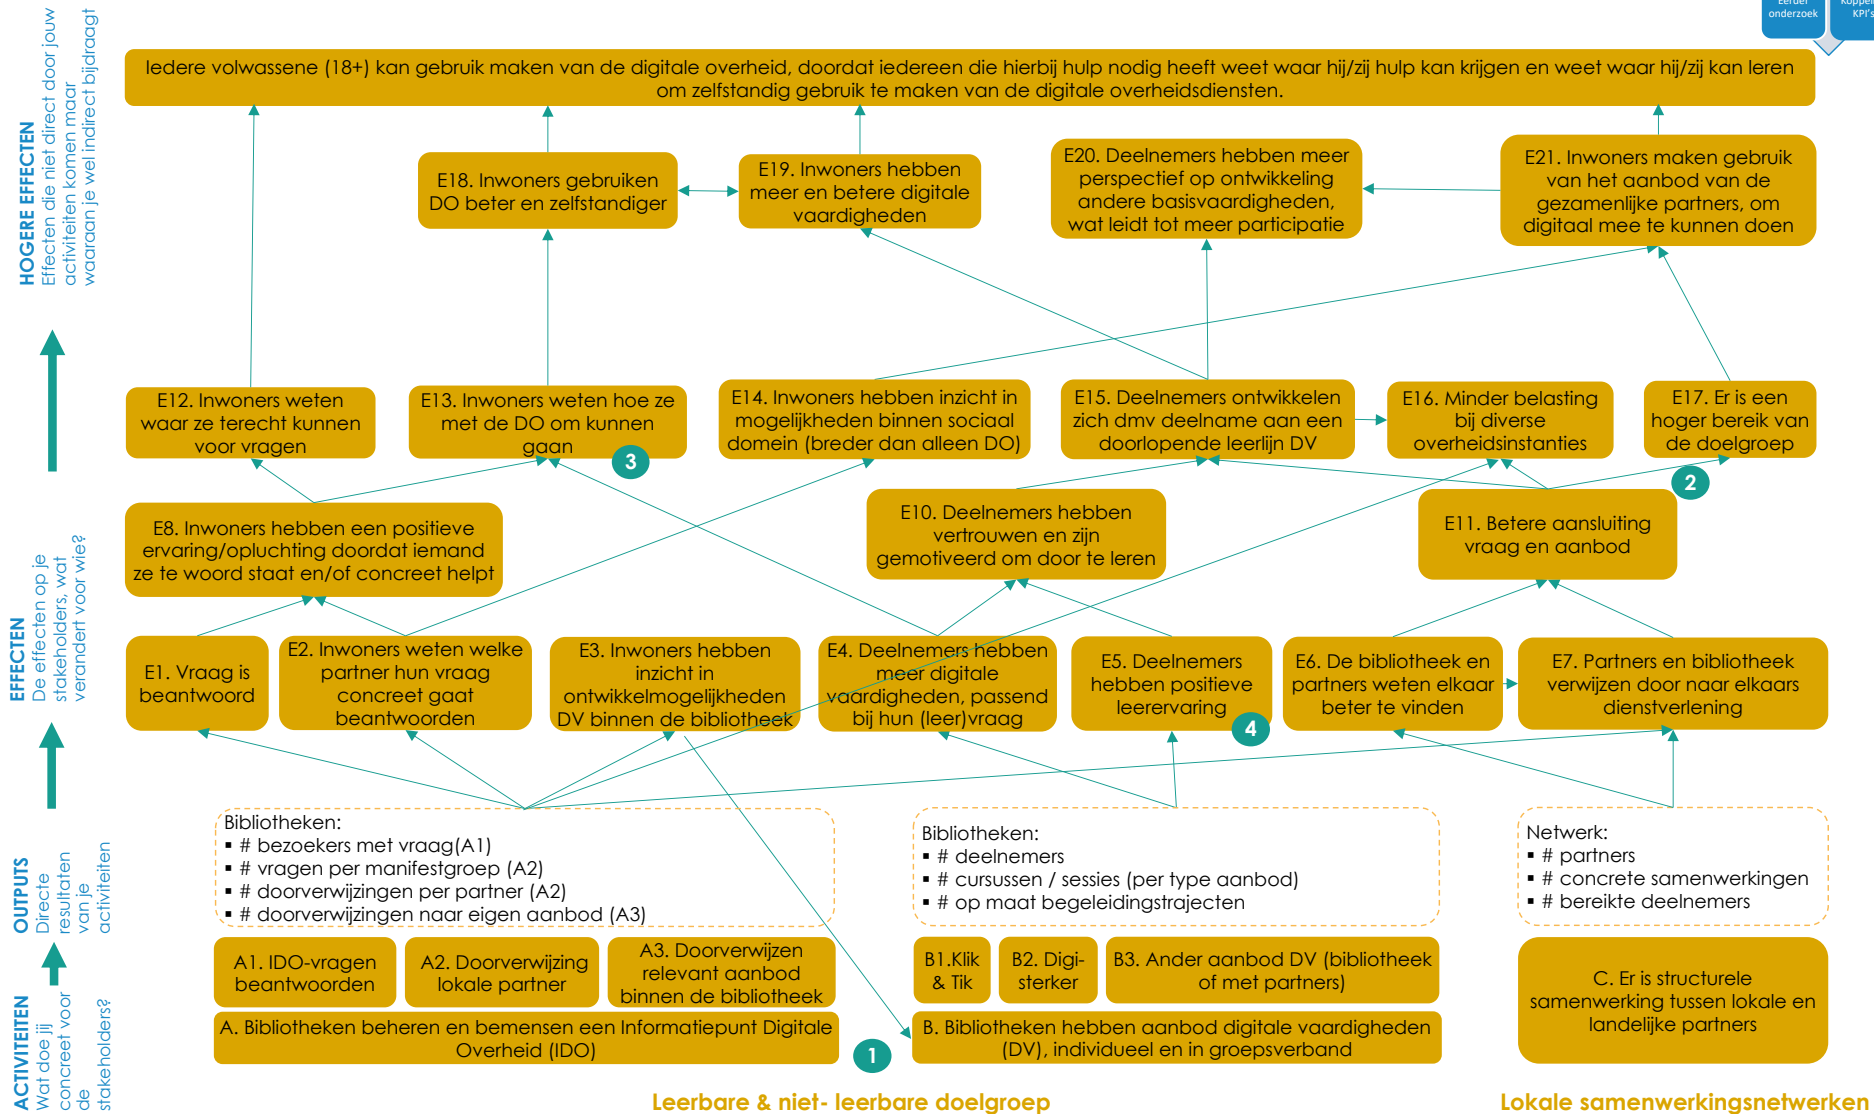 Eerder
onderzoek
KPI's
HOGERE EFFECTEN
Effecten die niet direct door jouw
activiteiten komen maar
waaraan je wel indirect bijdraagt
Iedere volwassene (18+) kan gebruik maken van de digitale overheid, doordat iedereen die hierbij hulp nodig heeft weet waar hij/zij hulp kan krijgen en weet waar hij/zij kan leren
om zelfstandig gebruik te maken van de digitale overheidsdiensten.
E18. Inwoners gebruiken
DO beter en zelfstandiger
E19. Inwoners hebben
meer en betere digitale
vaardigheden
E20. Deelnemers hebben meer
perspectief op ontwikkeling
andere basisvaardigheden,
wat leidt tot meer participatie
E21. Inwoners maken gebruik
van het aanbod van de
gezamenlijke partners, om
digitaal mee te kunnen doen
E12. Inwoners weten
waar ze terecht kunnen
voor vragen
E13. Inwoners weten hoe ze
met de DO om kunnen
gaan
3
E14. Inwoners hebben inzicht in
mogelijkheden binnen sociaal
domein (breder dan alleen DO)
E15. Deelnemers ontwikkelen
zich dmv deelname aan een
doorlopende leerlijn DV
E16. Minder belasting
bij diverse
overheidsinstanties
E17. Er is een
hoger bereik van
de doelgroep
2
EFFECTEN
De effecten op je
stakeholders, wat
verandert voor wie?
E8. Inwoners hebben een positieve
ervaring/opluchting doordat iemand
ze te woord staat en/of concreet helpt
E10. Deelnemers hebben
vertrouwen en zijn
gemotiveerd om door te leren
E11. Betere aansluiting
vraag en aanbod
E1. Vraag is
beantwoord
E2. Inwoners weten welke
partner hun vraag
concreet gaat
beantwoorden
E3. Inwoners hebben
inzicht in
ontwikkelmogelijkheden
DV binnen de bibliotheek
E4. Deelnemers hebben
meer digitale
vaardigheden, passend
bij hun (leer)vraag
E5. Deelnemers
hebben positieve
leerervaring
4
E6. De bibliotheek en
partners weten elkaar
beter te vinden
E7. Partners en bibliotheek
verwijzen door naar elkaars
dienstverlening
OUTPUTS
Directe
resultaten
van je
activiteiten
Bibliotheken:
▪ # bezoekers met vraag(A1)
▪ # vragen per manifestgroep (A2)
▪ # doorverwijzingen per partner (A2)
▪ # doorverwijzingen naar eigen aanbod (A3)
Bibliotheken:
▪ # deelnemers
▪ # cursussen / sessies (per type aanbod)
▪ # op maat begeleidingstrajecten
Netwerk:
▪ # partners
▪ # concrete samenwerkingen
▪ # bereikte deelnemers
ACTIVITEITEN
Wat doe jij
concreet voor
de
stakeholders?
A1. IDO-vragen
beantwoorden
A2. Doorverwijzing
lokale partner
A3. Doorverwijzen
relevant aanbod
binnen de bibliotheek
A. Bibliotheken beheren en bemensen een Informatiepunt Digitale
Overheid (IDO)
1
B1.Klik
& Tik
B2. Digi-
sterker
B3. Ander aanbod DV (bibliotheek
of met partners)
B. Bibliotheken hebben aanbod digitale vaardigheden
(DV), individueel en in groepsverband
C. Er is structurele
samenwerking tussen lokale en
landelijke partners
Leerbare & niet- leerbare doelgroep
Lokale samenwerkingsnetwerken